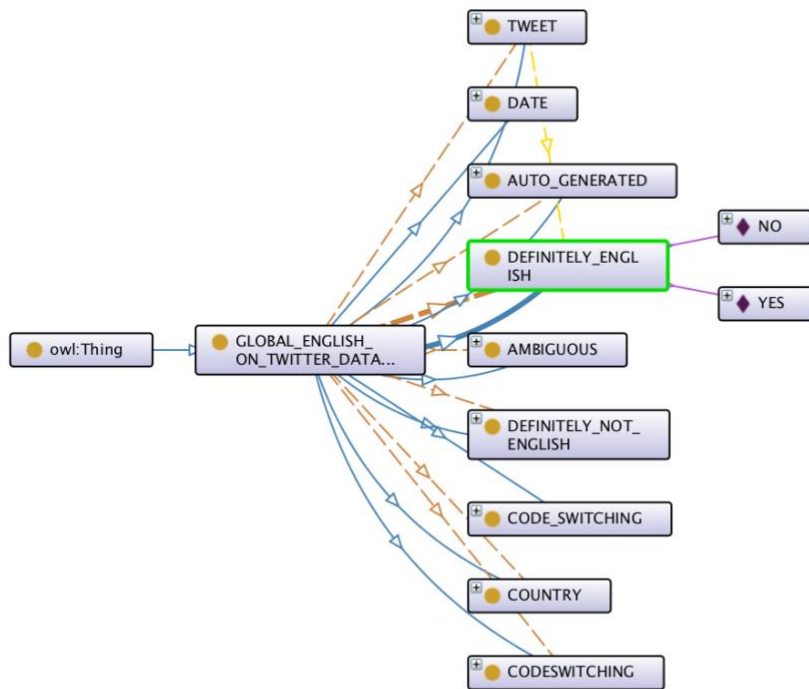 TWEET
DATE
AUTO_GENERATED
NO
DEFINITELY_ENGL
ISH
YES
owl:Thing
GLOBAL_ENGLISH_
ON_TWITTER_DATA...
AMBIGUOUS
DEFINITELY_NOT_
ENGLISH
CODE_SWITCHING
COUNTRY
CODESWITCHING